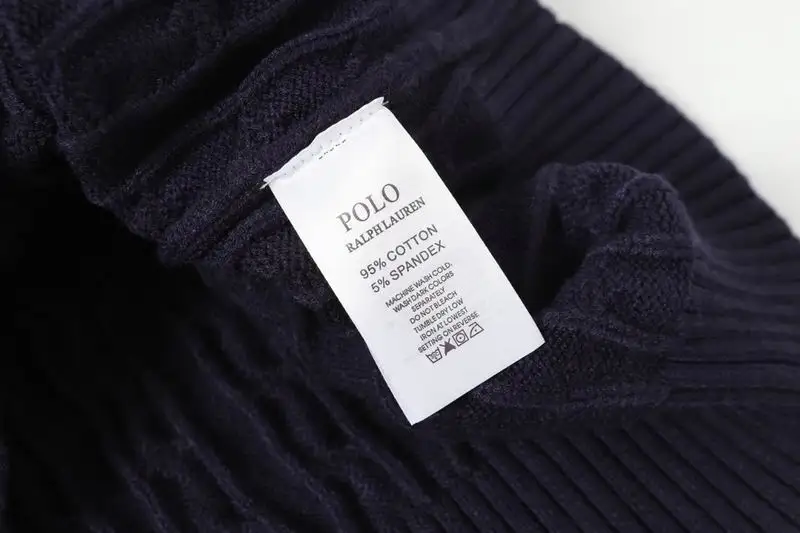 POLO
RALPH LAUREN
95% COTTON
5% SPANDEX
MACHINE WASH COLD.
WASH DARK COLORS
SEPARATELY
DO NOT BLEACH
TUMBLE DRY LOW
IRON AT LOWEST
SETTING ON REVERSE